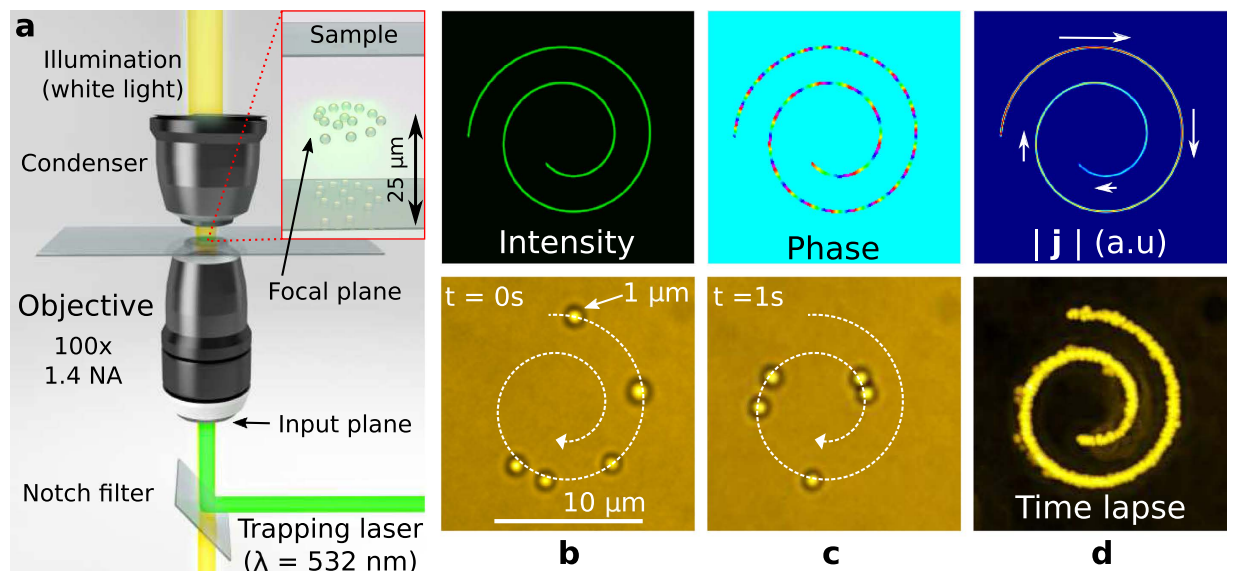 a
Illumination
(white light)
Sample
Condenser
25 µm
Focal plane
Objective
100x
1.4 NA
Input plane
Notch filter
Trapping laser
(λ = 532 nm)
Intensity
Phase
| j | (a.u)
t = 0s
1 µm
10 µm
t =1s
Time lapse
b
c
d